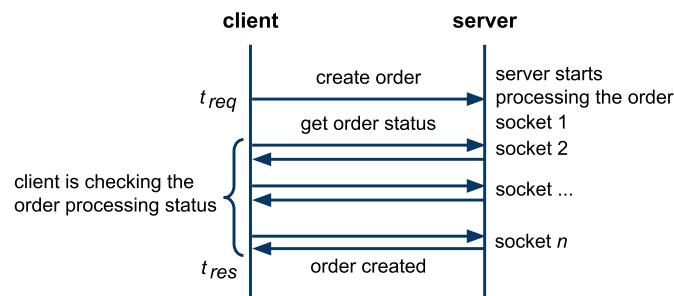 client
server
create order
server starts
processing the order
t req
get order status
socket 1
socket 2
client is checking the
order processing status
socket ...
socket n
t res
order created